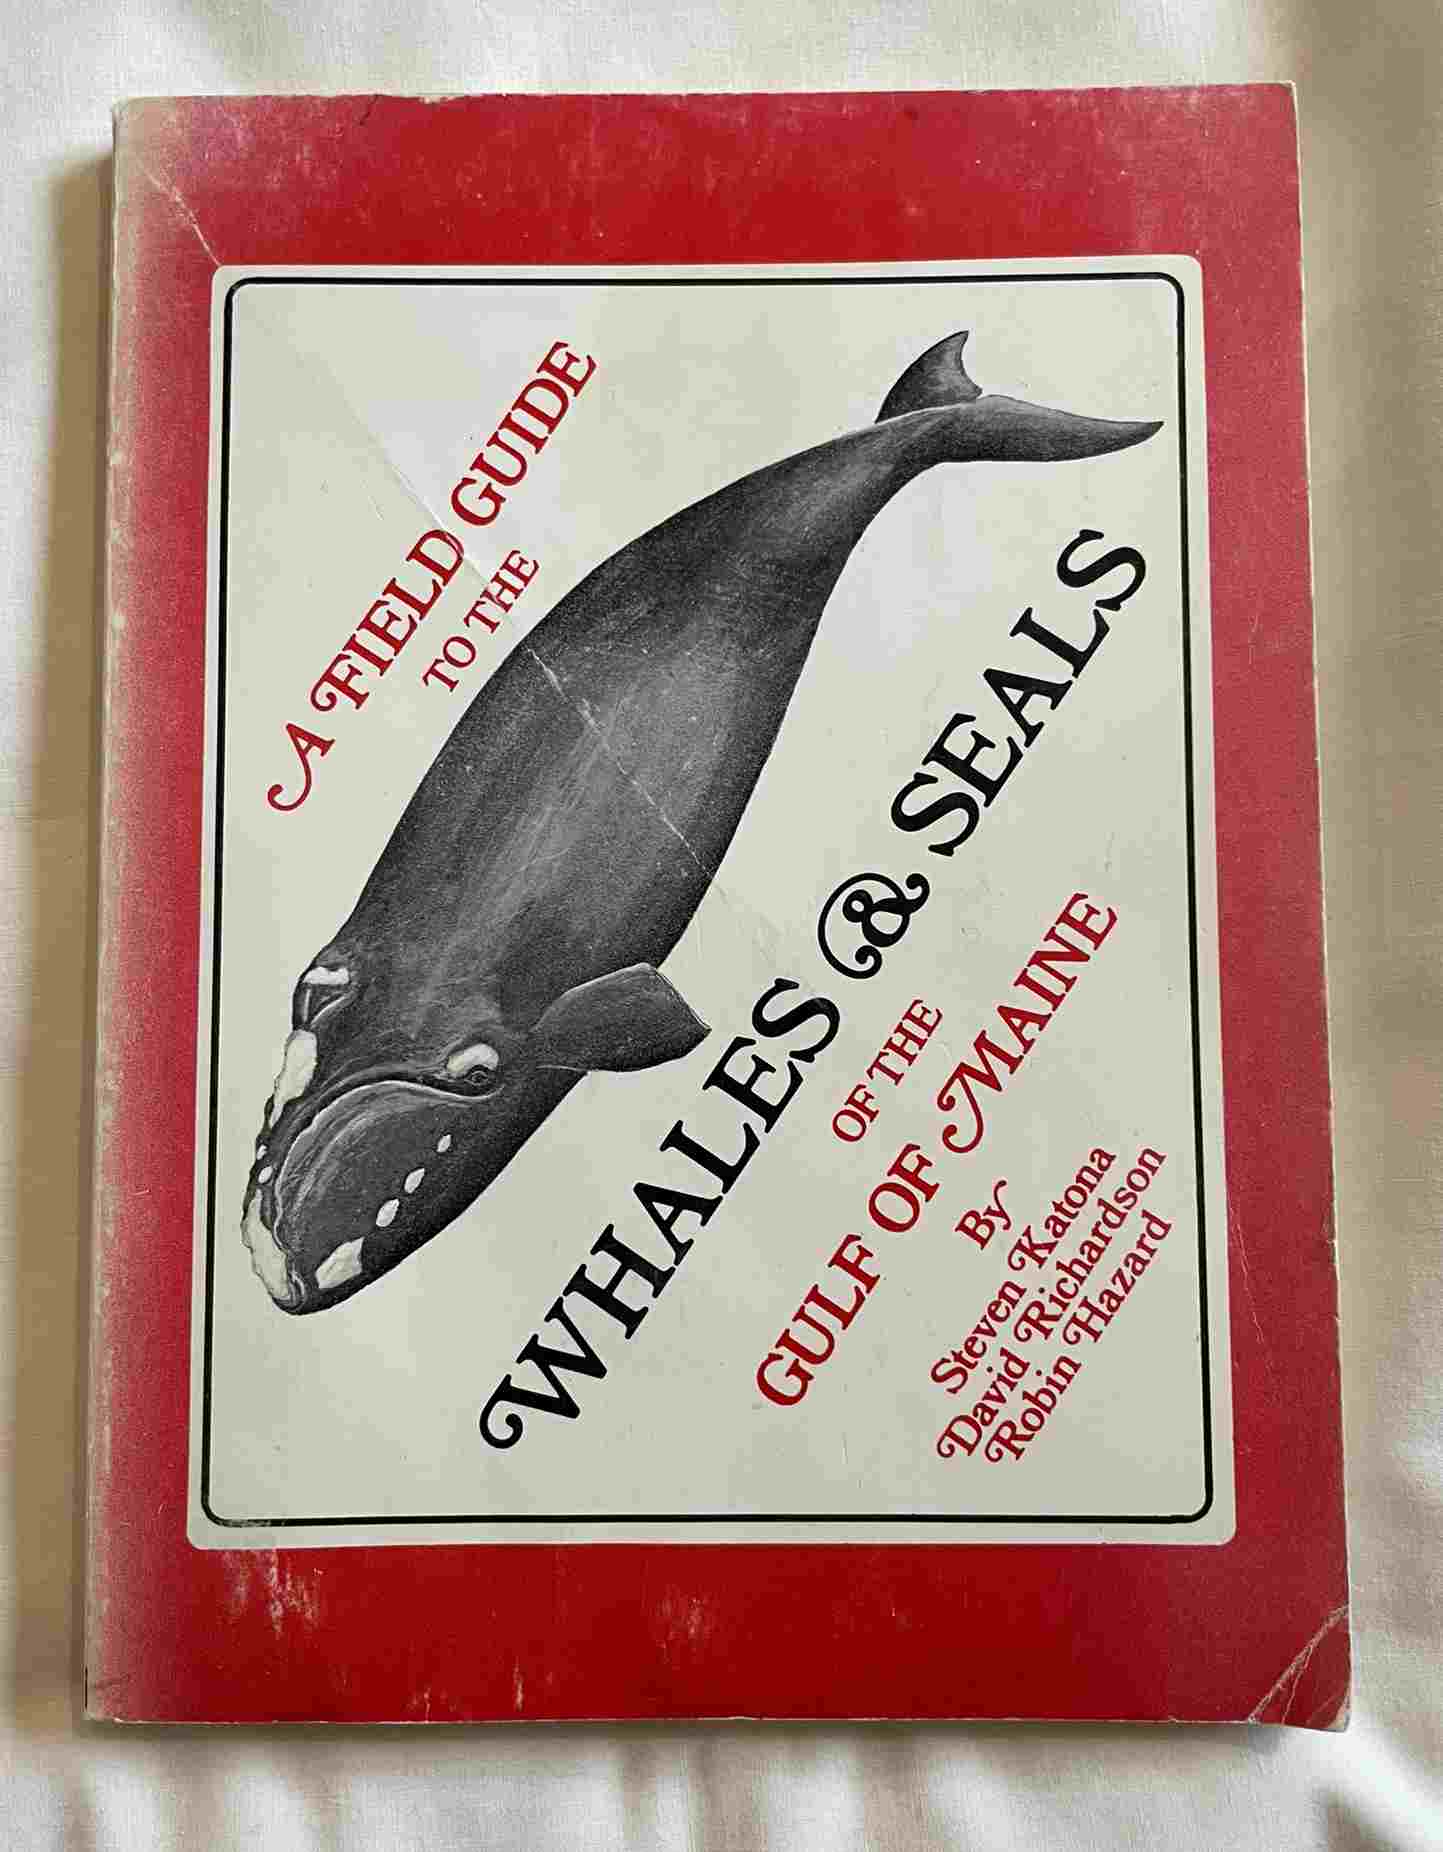 A FIELD GUIDE
TO THE
WHALES & SEALS
OF THE
GULF OF MAINE
By
Steven Katona
David Richardson
Robin Hazard